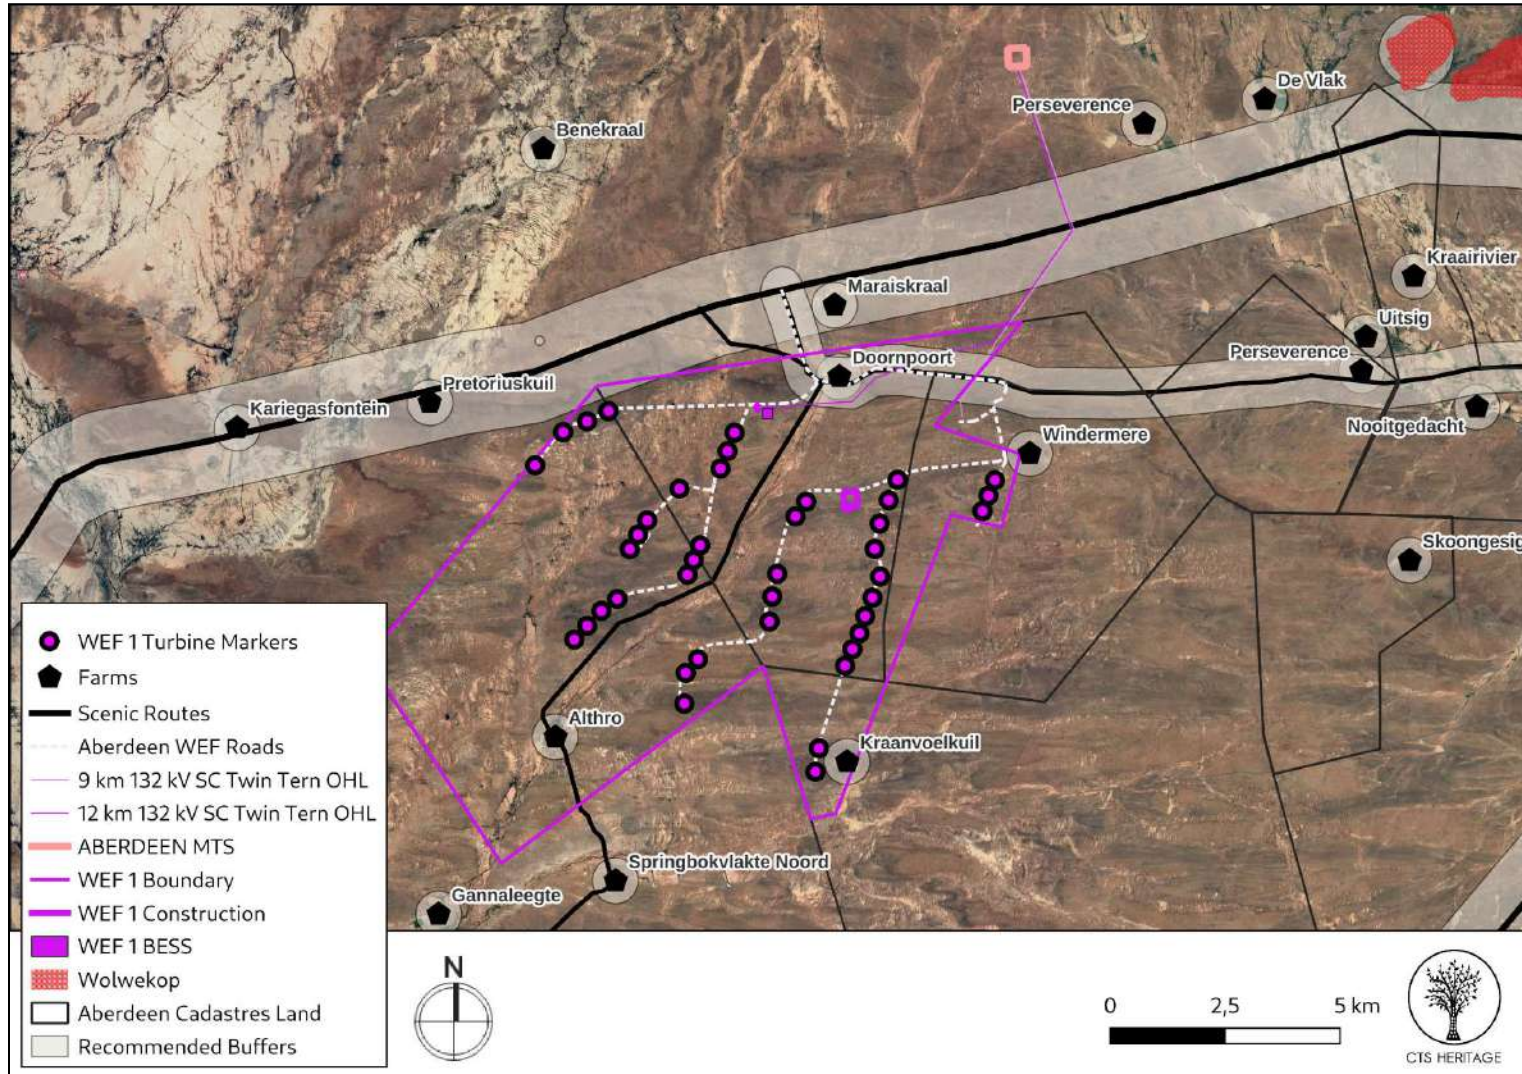 De Vlak
Perseverence
Benekraal
Kraairivier
Maraiskraal
Uitsig
Perseverence
Doornpoort
Pretoriuskuil
Kariegasfontein
Nooitgedacht
Windermere
Skoongesig
Althro
Kraanvoelkuil
Springbokvlakte Noord
Gannaleegte
WEF 1 Turbine Markers
Farms
Scenic Routes
Aberdeen WEF Roads
9 km 132 kV SC Twin Tern OHL
12 km 132 kV SC Twin Tern OHL
ABERDEEN MTS
WEF 1 Boundary
WEF 1 Construction
WEF 1 BESS
Wolwekop
Aberdeen Cadastres Land
Recommended Buffers
N
0 2,5 5 km
CTS HERITAGE